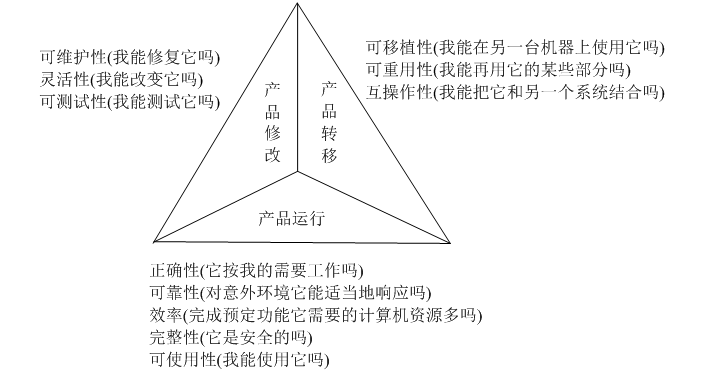 可维护性(我能修复它吗)
灵活性(我能改变它吗)
可测试性(我能测试它吗)
可移植性(我能在另一台机器上使用它吗)
可重用性(我能再用它的某些部分吗)
互操作性(我能把它和另一个系统结合吗)
产品修改
产品转移
产品运行
正确性(它按我的需要工作吗)
可靠性(对意外环境它能适当地响应吗)
效率(完成预定功能它需要的计算机资源多吗)
完整性(它是安全的吗)
可使用性(我能使用它吗)